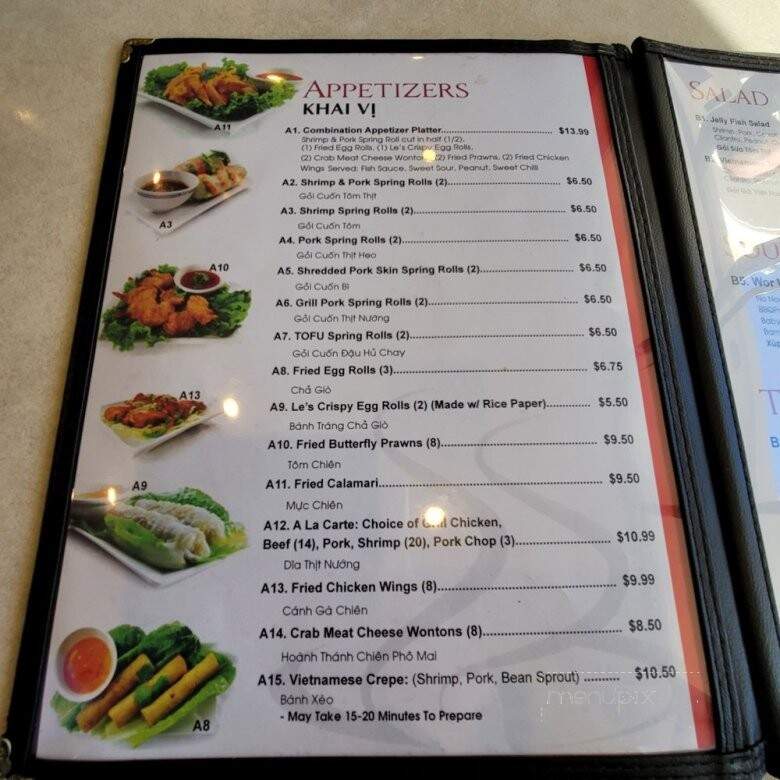 APPETIZERS
KHAI VỊ
A1. Combination Appetizer Platter........ $13.99
Shrimp & Pork Spring Roll cut in half (1/2),
(1) Fried Egg Rolls, (1) Le's Crispy Egg Rolls,
(2) Crab Meat Cheese Wontons (2) Fried Prawns, (2) Fried Chicken
Wings Served: Fish Sauce, Sweet Sour, Peanut, Sweet Chili
A2. Shrimp & Pork Spring Rolls (2)........ $6.50
Gỏi Cuốn Tôm Thịt
A3. Shrimp Spring Rolls (2)........ $6.50
Gỏi Cuốn Tôm
A4. Pork Spring Rolls (2)........ $6.50
Gỏi Cuốn Thịt Heo
A5. Shredded Pork Skin Spring Rolls (2)........ $6.50
Gỏi Cuốn Bì
A6. Grill Pork Spring Rolls (2)........ $6.50
Gỏi Cuốn Thịt Nướng
A7. TOFU Spring Rolls (2)........ $6.50
Gỏi Cuốn Đậu Hủ Chay
A8. Fried Egg Rolls (3)........ $6.75
Chả Giò
A9. Le's Crispy Egg Rolls (2) (Made w/ Rice Paper)........ $5.50
Bánh Tráng Chả Giò
A10. Fried Butterfly Prawns (8)........ $9.50
Tôm Chiên
A11. Fried Calamari........ $9.50
Mực Chiên
A12. A La Carte: Choice of Grill Chicken,
Beef (14), Pork, Shrimp (20), Pork Chop (3)........ $10.99
Dĩa Thịt Nướng
A13. Fried Chicken Wings (8)........ $9.99
Cánh Gà Chiên
A14. Crab Meat Cheese Wontons (8)........ $8.50
Hoành Thánh Chiên Phô Mai
A15. Vietnamese Crepe: (Shrimp, Pork, Bean Sprout) ........ $10.50
Bánh Xèo
- May Take 15-20 Minutes To Prepare
A11
A3
A10
A13
A9
A8
menupix
SALAD
B1. Jelly Fish Salad
Shrimp, Pork,
Cilantro, Peanut
Gỏi Sứa Tôm
B5. Wor